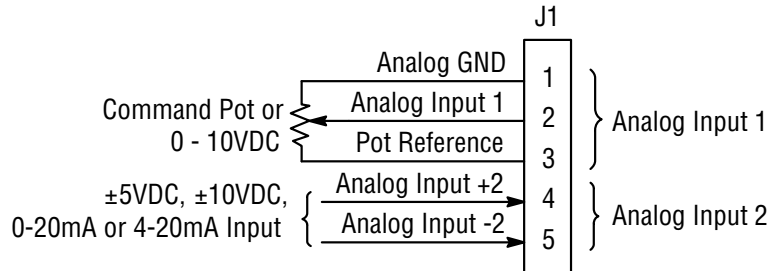 J1
Analog GND
1
Command Pot or
0 - 10VDC
Analog Input 1
2
Pot Reference
3
Analog Input 1
±5VDC, ±10VDC,
0-20mA or 4-20mA Input
Analog Input +2
4
Analog Input -2
5
Analog Input 2